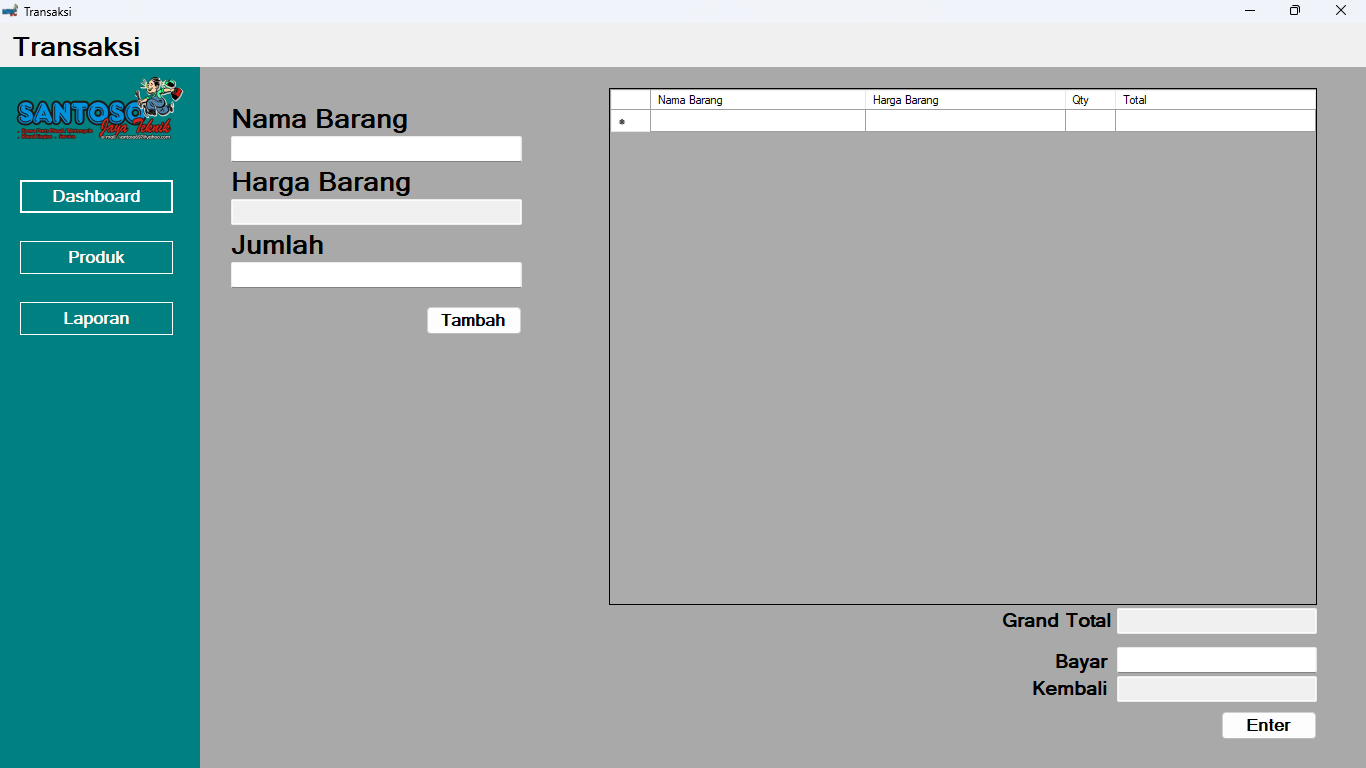 Transaksi
Transaksi
SANTOSO
Jaya Teknik
Dashboard
Produk
Laporan
Nama Barang
Harga Barang
Jumlah
Tambah
Nama Barang Harga Barang Qty Total
Grand Total
Bayar
Kembali
Enter